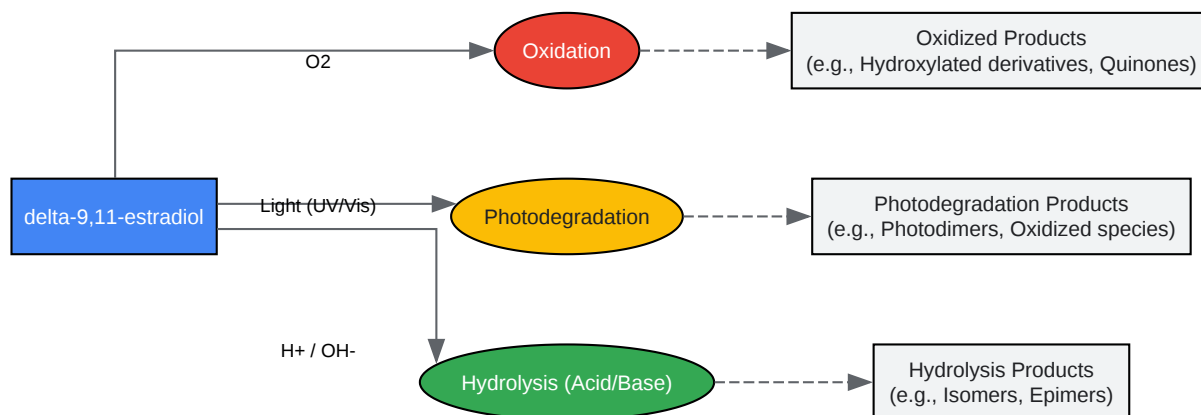 Oxidized Products
(e.g., Hydroxylated derivatives, Quinones)
Oxidation
O2
delta-9,11-estradiol
Light (UV/Vis)
Photodegradation
Photodegradation Products
(e.g., Photodimers, Oxidized species)
H+ / OH-
Hydrolysis (Acid/Base)
Hydrolysis Products
(e.g., Isomers, Epimers)